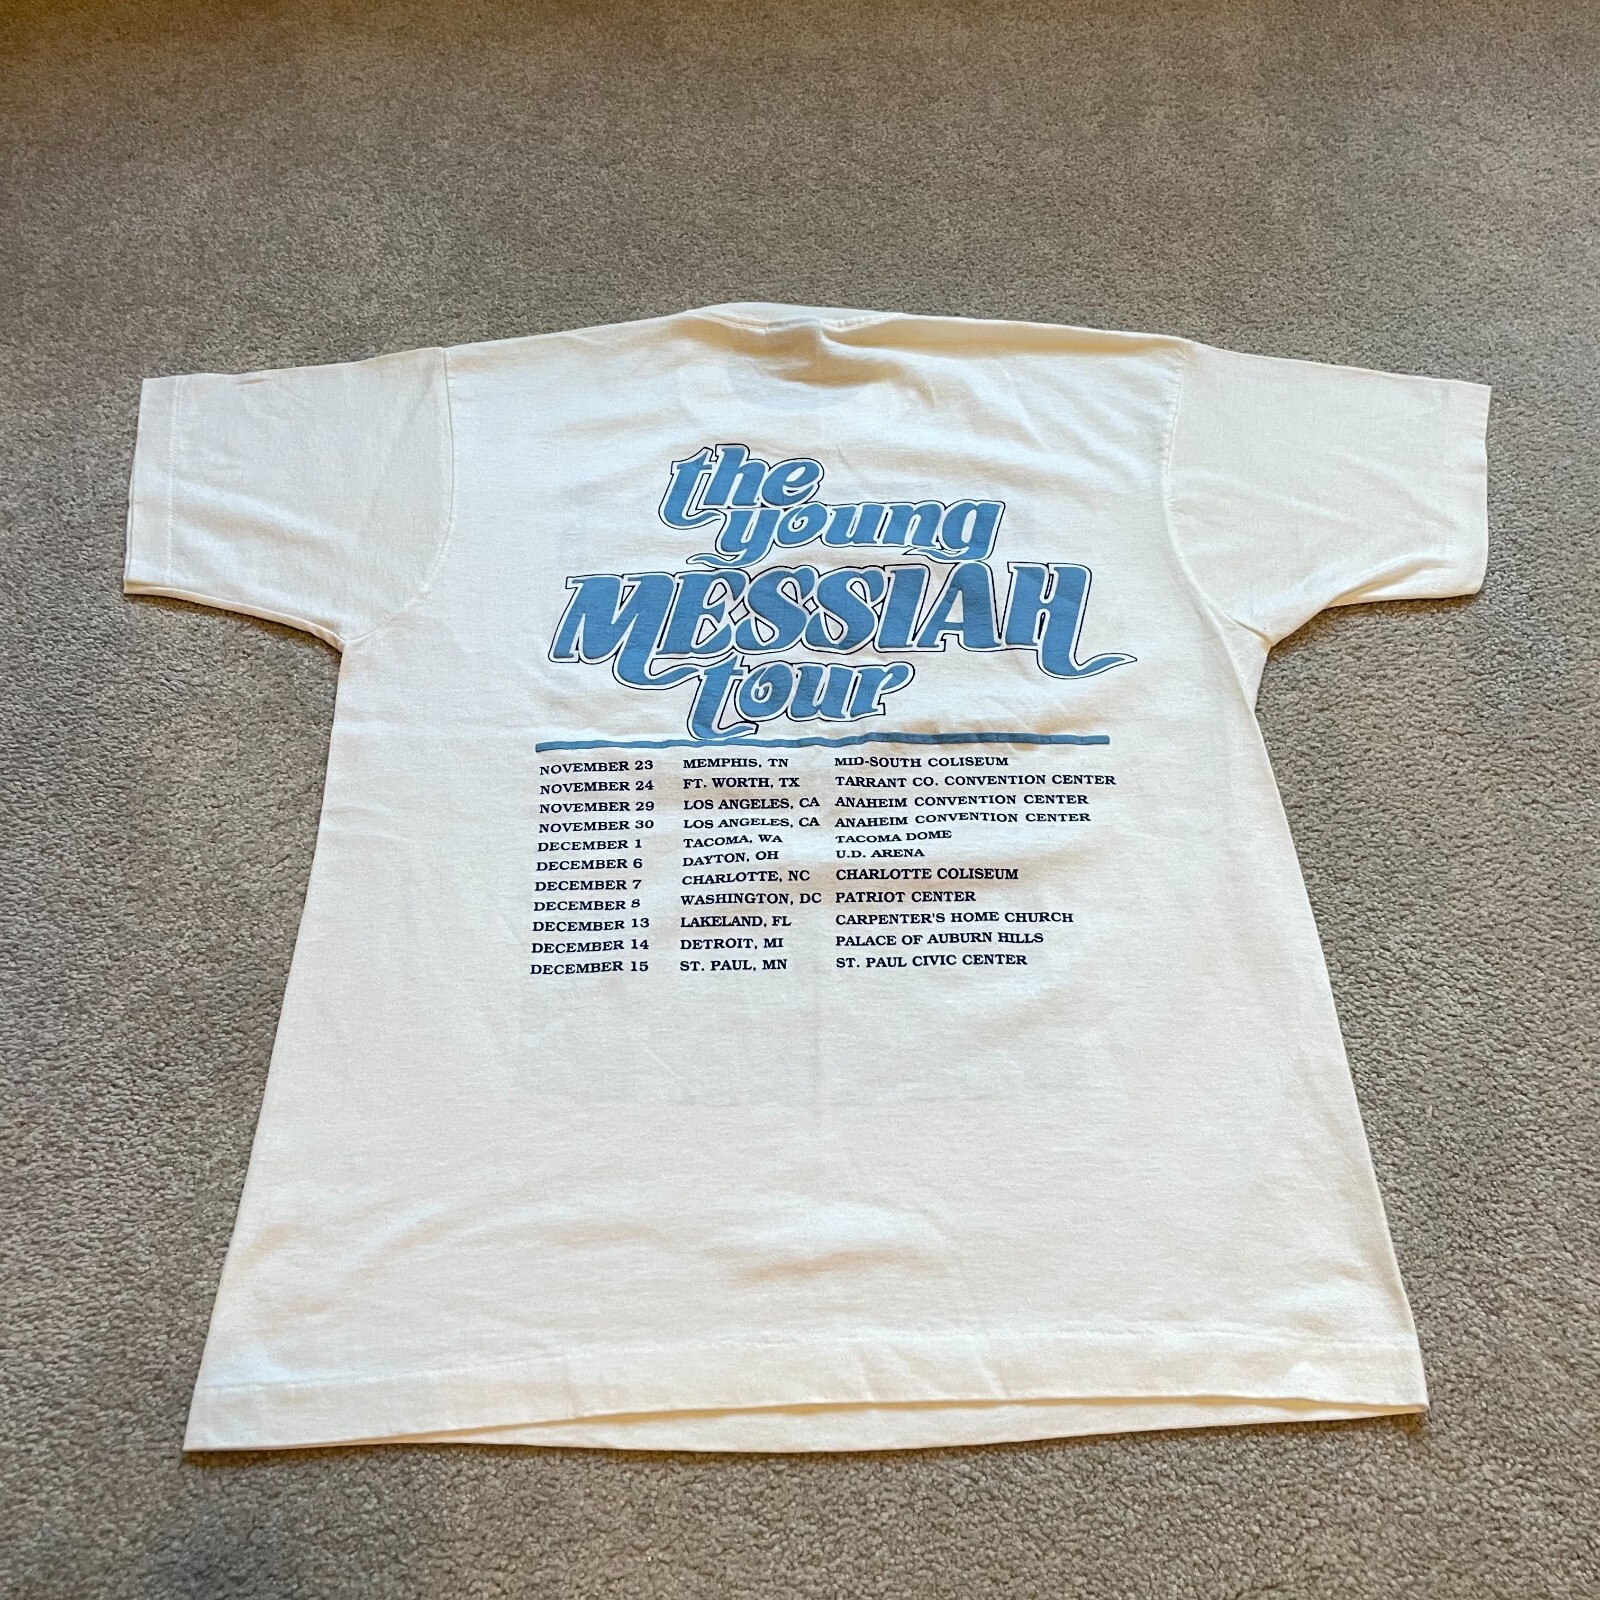 the
young
MESSIAH
tour
NOVEMBER 23 MEMPHIS, TN MID-SOUTH COLISEUM
NOVEMBER 24 FT. WORTH, TX TARRANT CO. CONVENTION CENTER
NOVEMBER 29 LOS ANGELES, CA ANAHEIM CONVENTION CENTER
NOVEMBER 30 LOS ANGELES, CA ANAHEIM CONVENTION CENTER
DECEMBER 1 TACOMA, WA TACOMA DOME
DECEMBER 6 DAYTON, OH U.D. ARENA
DECEMBER 7 CHARLOTTE, NC CHARLOTTE COLISEUM
DECEMBER 8 WASHINGTON, DC PATRIOT CENTER
DECEMBER 13 LAKELAND, FL CARPENTER'S HOME CHURCH
DECEMBER 14 DETROIT, MI PALACE OF AUBURN HILLS
DECEMBER 15 ST. PAUL, MN ST. PAUL CIVIC CENTER